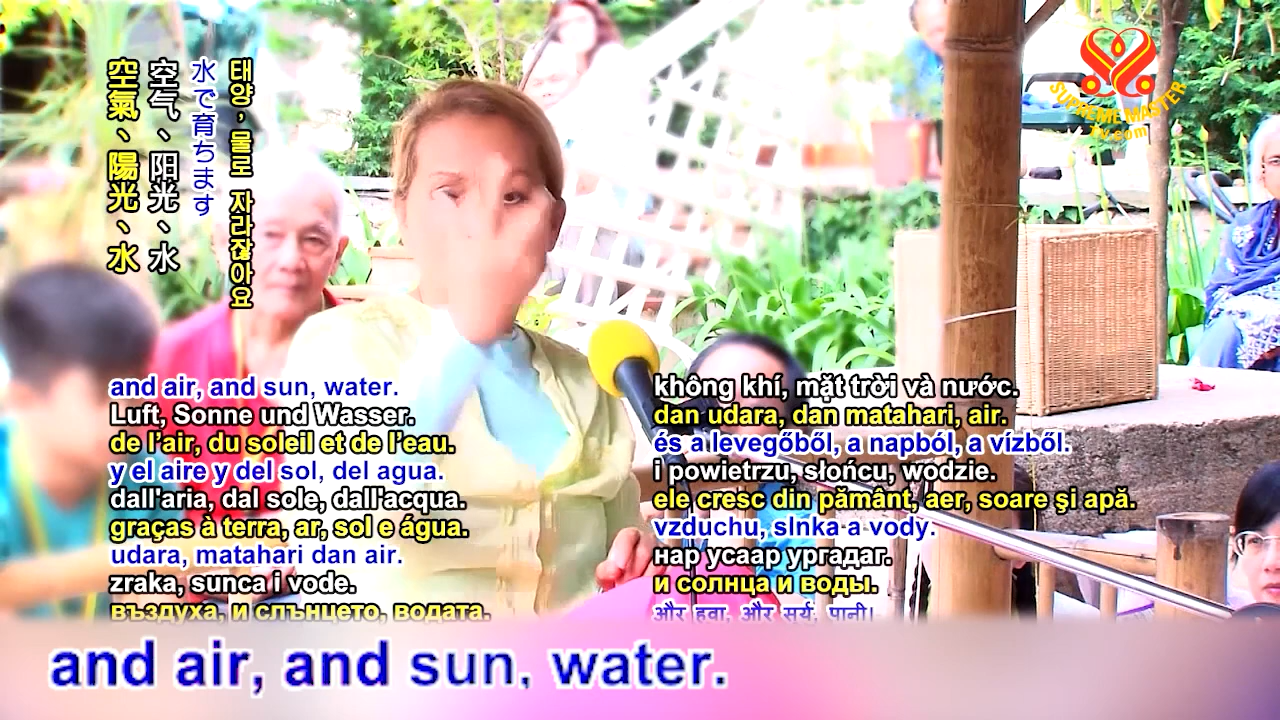 空氣、陽光、水
空气、阳光、水
水で育ちます
태양, 물로 자라잖아요
SUPREME MASTER
TV.com
and air, and sun, water.
Luft, Sonne und Wasser.
de l'air, du soleil et de l'eau.
y el aire y del sol, del agua.
dall'aria, dal sole, dall'acqua.
graças à terra, ar, sol e água.
udara, matahari dan air.
zraka, sunca i vode.
въздуха, и слънцето, водата.
không khí, mặt trời và nước.
dan udara, dan matahari, air.
és a levegőből, a napból, a vízből.
i powietrzu, słońcu, wodzie.
ele cresc din pământ, aer, soare şi apă.
vzduchu, slnka a vody.
нар усаар ургадаг.
и солнца и воды.
और हवा, और सूर्य, पानी।
and air, and sun, water.